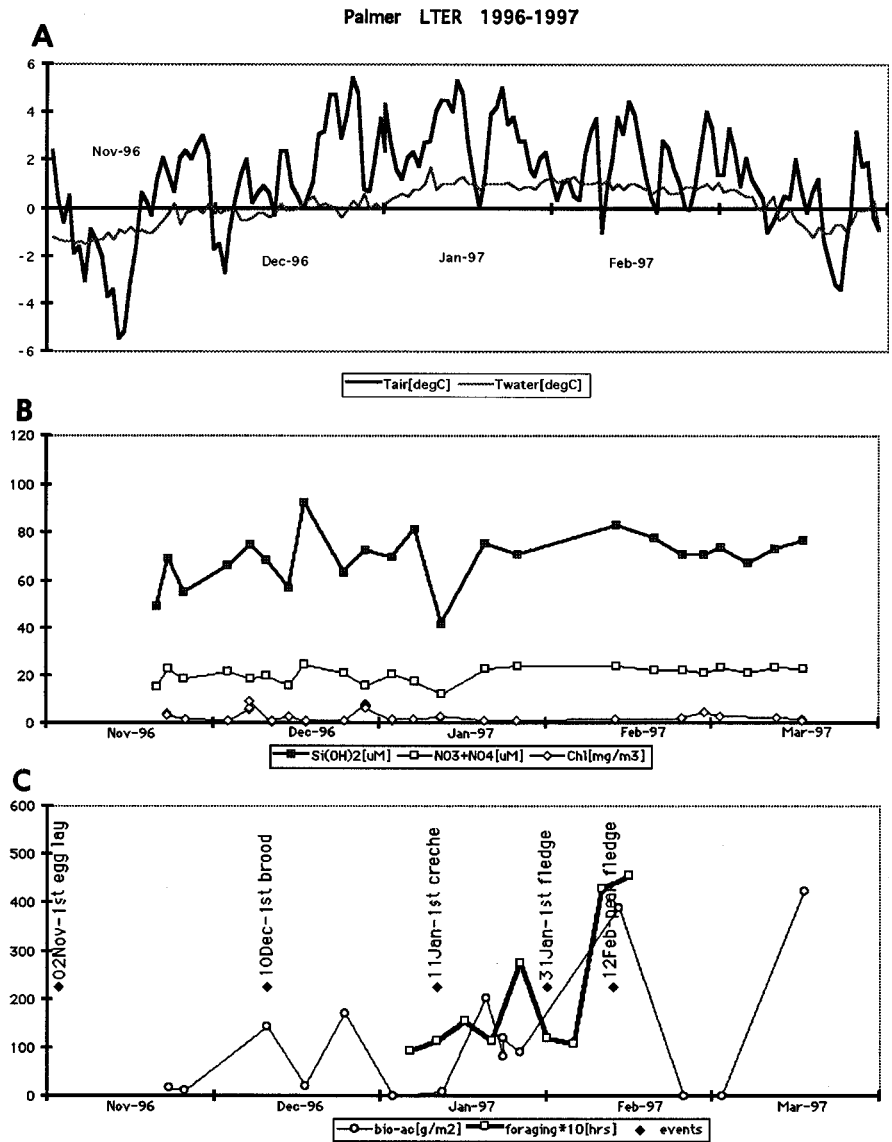 Palmer LTER 1996-1997
A
6
4
2
0
-2
-4
-6
Nov-96
Dec-96
Jan-97
Feb-97
Tair[degC] Twater[degC]
B
120
100
80
60
40
20
0
Nov-96 Dec-96 Jan-97 Feb-97 Mar-97
Si(OH)2[uM] NO3+NO4[uM] Chl[mg/m3]
C
600
500
400
300
200
100
0
02Nov-1st egg lay
10Dec-1st brood
11Jan-1st creche
31Jan-1st fledge
12Feb-peak fledge
Nov-96 Dec-96 Jan-97 Feb-97 Mar-97
bio-ac[g/m2] foraging*10[hrs] events